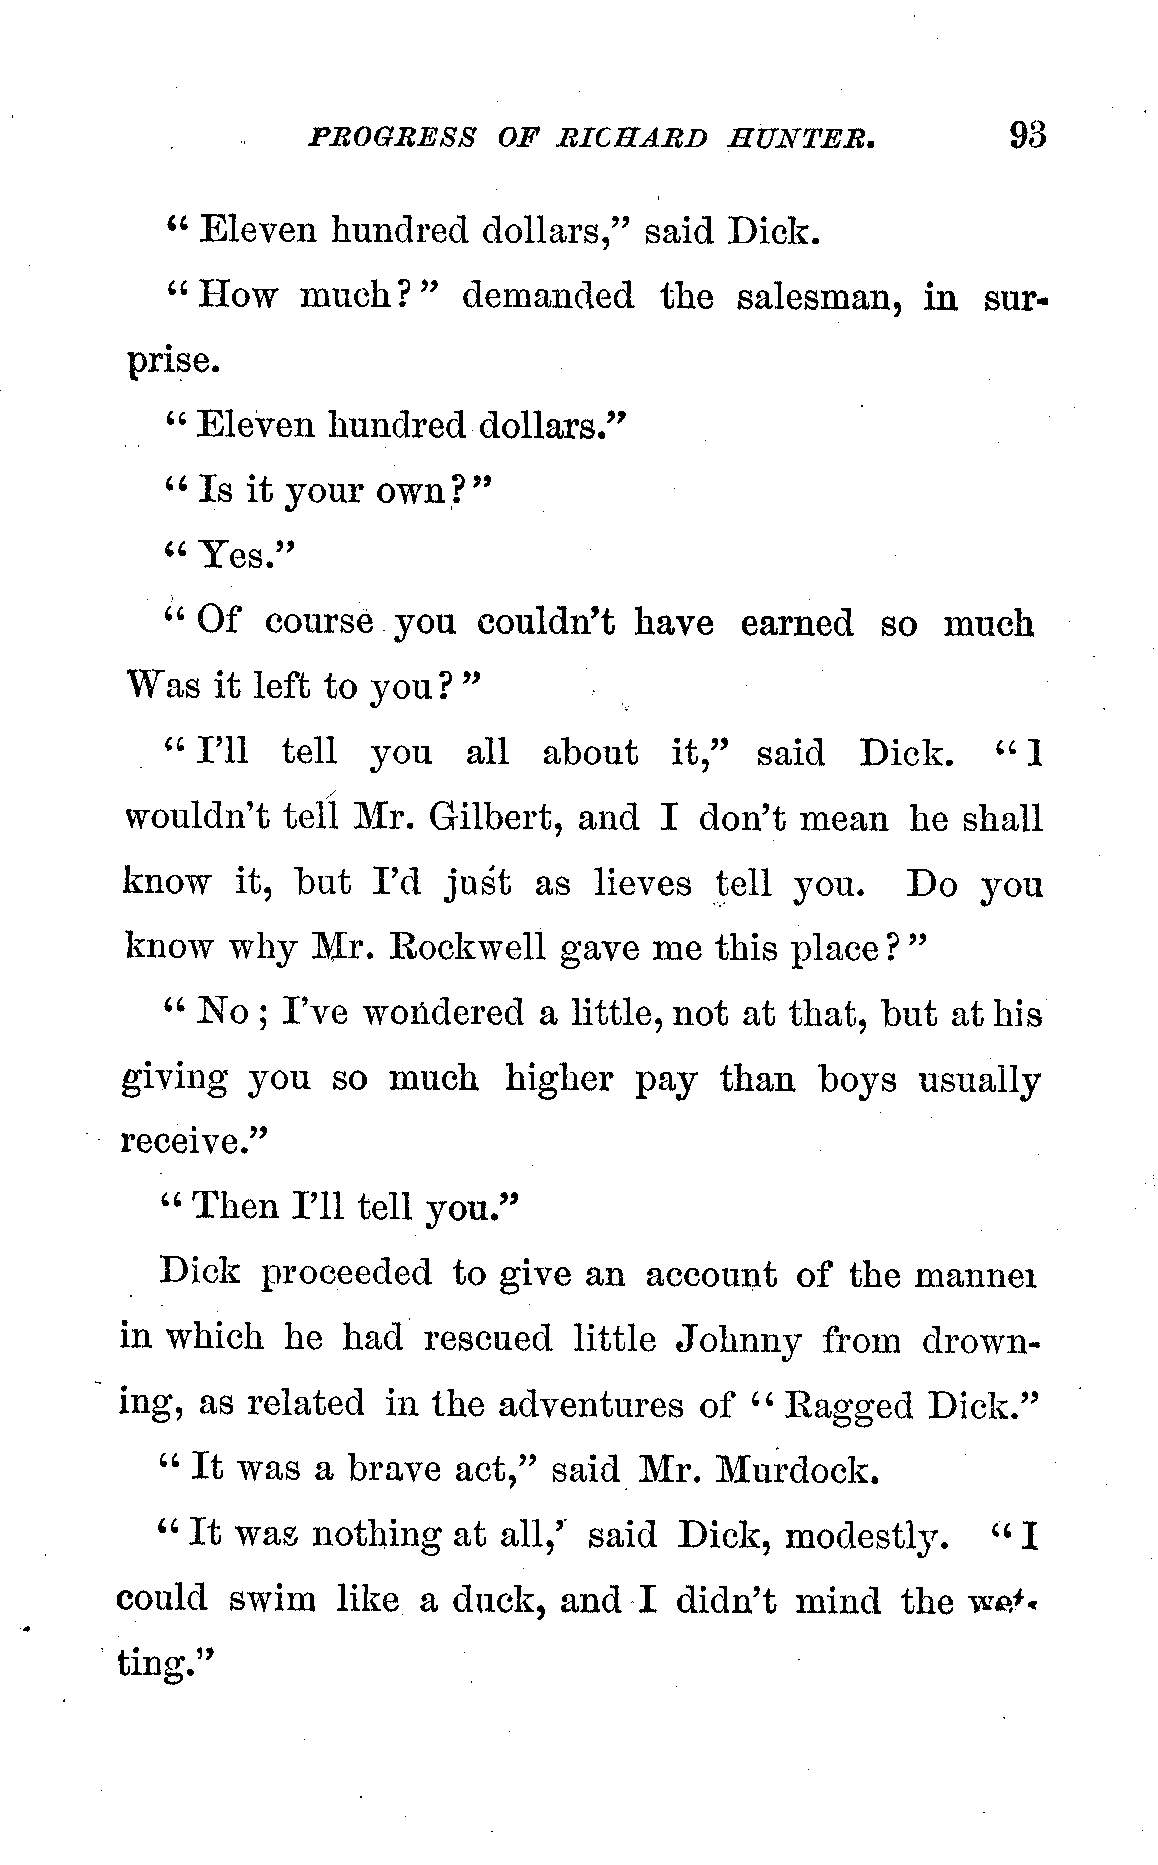 PROGRESS OF RICHARD HUNTER. 93
“ Eleven hundred dollars,” said Dick.
“ How much? ” demanded the salesman, in sur-
prise.
“ Eleven hundred dollars.”
“ Is it your own? ”
“ Yes.”
“ Of course you couldn’t have earned so much
Was it left to you? ”
“ I’ll tell you all about it,” said Dick. “ I
wouldn’t tell Mr. Gilbert, and I don’t mean he shall
know it, but I’d just as lieves tell you. Do you
know why Mr. Rockwell gave me this place? ”
“ No ; I’ve wondered a little, not at that, but at his
giving you so much higher pay than boys usually
receive.”
“ Then I’ll tell you.”
Dick proceeded to give an account of the manner
in which he had rescued little Johnny from drown-
ing, as related in the adventures of “ Ragged Dick.”
“ It was a brave act,” said Mr. Murdock.
“ It was nothing at all,’ said Dick, modestly. “ I
could swim like a duck, and I didn’t mind the wet-
ting.”